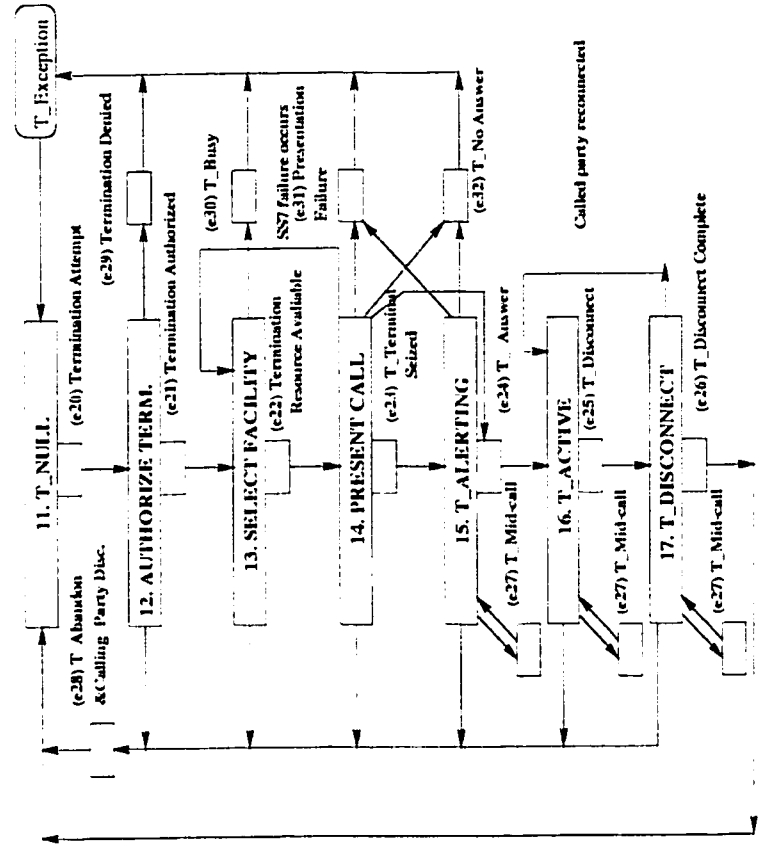 T_Exception
11. T_NULL
(e20) Termination Attempt
(e28) T_Abandon
&Calling Party Disc.
(e29) Termination Denied
12. AUTHORIZE TERM.
(e21) Termination Authorized
(e30) T_Busy
13. SELECT FACILITY
(e22) Termination
Resource Available
SS7 failure occurs
(e31) Presentation
Failure
14. PRESENT CALL
(e23) T_Terminal
Seized
(e32) T_No Answer
15. T_ALERTING
(e24) T_ Answer
(e27) T_Mid-call
Called party reconnected
16. T_ACTIVE
(e25) T_Disconnect
(e27) T_Mid-call
17. T_DISCONNECT
(e26) T_Disconnect Complete
(e27) T_Mid-call